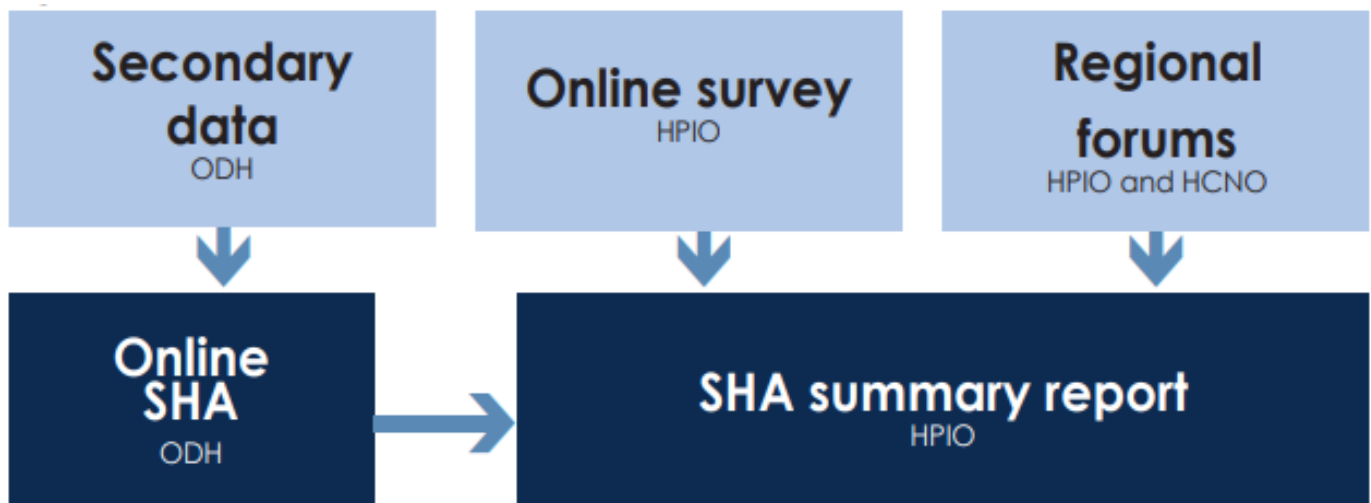 Secondary
data
ODH
Online survey
HPIO
Regional
forums
HPIO and HCNO
Online
SHA
ODH
SHA summary report
HPIO